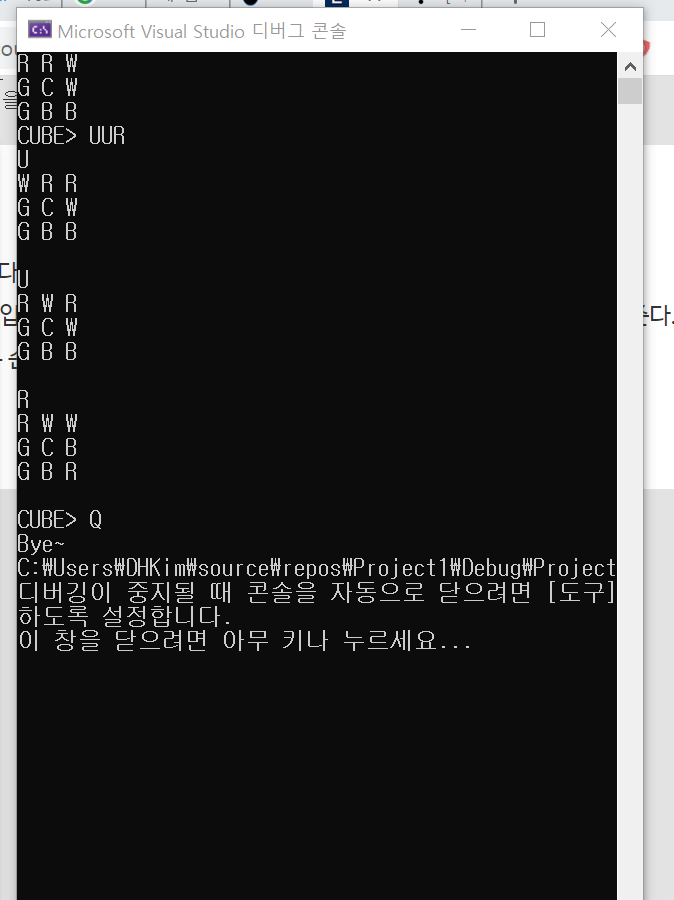 Microsoft Visual Studio 디버그 콘솔
R R W
G C W
G B B
CUBE> UUR
U
W R R
G C W
G B B
U
R W R
G C W
G B B
R
R W W
G C B
G B R
CUBE> Q
Bye~
C:₩Users₩DHKim₩source₩repos₩Project1₩Debug₩Project
디버깅이 중지될 때 콘솔을 자동으로 닫으려면 [도구]
하도록 설정합니다.
이 창을 닫으려면 아무 키나 누르세요...